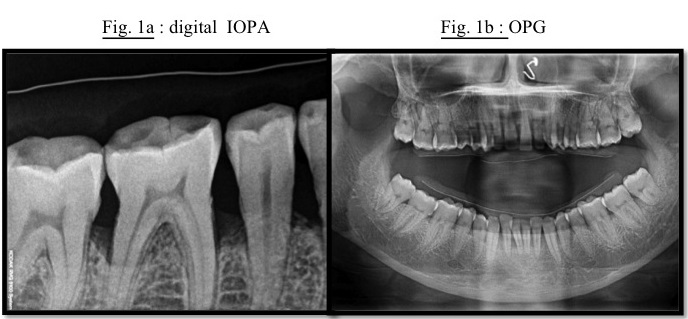 Fig. 1a : digital IOPA
Fig. 1b : OPG